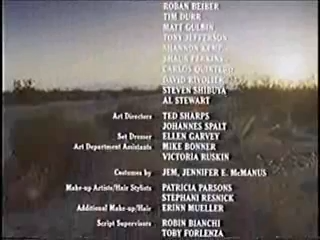 ROBAN BEIBER
TIM DURR
MATT GULBIN
TONY JEFFERSON
SHANNON KEMP
SHAUN PERKINS
CARLOS QUINTERO
DAVID RIVOLIER
STEVEN SHIBUYA
AL STEWART
Art Directors TED SHARPS
JOHANNES SPALT
Set Dresser ELLEN GARVEY
Art Department Assistants MIKE BONNER
VICTORIA RUSKIN
Costumes by JEM, JENNIFER E. McMANUS
Make-up Artists/Hair Stylists PATRICIA PARSONS
STEPHANI RESNICK
Additional Make-up/Hair ERINN MUELLER
Script Supervisors ROBIN BIANCHI
TOBY FORLENZA